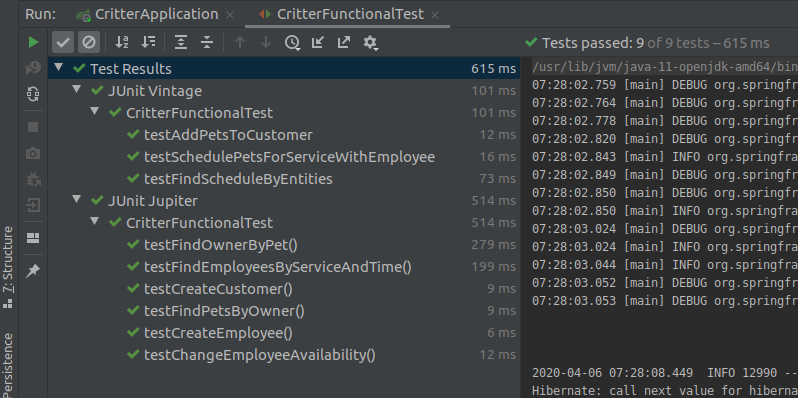 Run: CritterApplication × CritterFunctionalTest ×
Tests passed: 9 of 9 tests – 615 ms
Test Results 615 ms
JUnit Vintage 101 ms
CritterFunctionalTest 101 ms
testAddPetsToCustomer 12 ms
testSchedulePetsForServiceWithEmployee 16 ms
testFindScheduleByEntities 73 ms
JUnit Jupiter 514 ms
CritterFunctionalTest 514 ms
testFindOwnerByPet() 279 ms
testFindEmployeesByServiceAndTime() 199 ms
testCreateCustomer() 9 ms
testFindPetsByOwner() 9 ms
testCreateEmployee() 6 ms
testChangeEmployeeAvailability() 12 ms
/usr/lib/jvm/java-11-openjdk-amd64/bin
07:28:02.759 [main] DEBUG org.springfr
07:28:02.764 [main] DEBUG org.springfr
07:28:02.778 [main] DEBUG org.springfr
07:28:02.820 [main] DEBUG org.springfr
07:28:02.843 [main] INFO org.springfra
07:28:02.849 [main] DEBUG org.springfr
07:28:02.850 [main] DEBUG org.springfr
07:28:02.850 [main] INFO org.springfra
07:28:03.024 [main] DEBUG org.springfr
07:28:03.024 [main] INFO org.springfra
07:28:03.044 [main] INFO org.springfra
07:28:03.052 [main] DEBUG org.springfr
07:28:03.053 [main] DEBUG org.springfr
2020-04-06 07:28:08.449 INFO 12990 --
Hibernate: call next value for hiberna
7: Structure
Persistence